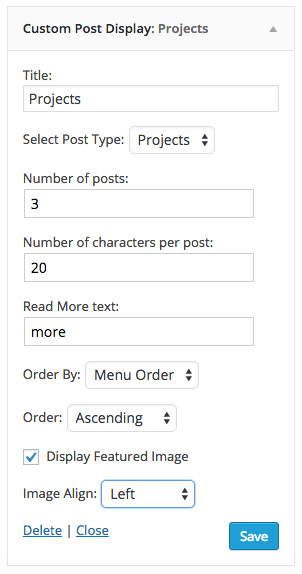 Custom Post Display: Projects
Title:
Projects
Select Post Type: Projects
Number of posts:
3
Number of characters per post:
20
Read More text:
more
Order By: Menu Order
Order: Ascending
Display Featured Image
Image Align: Left
Delete | Close Save